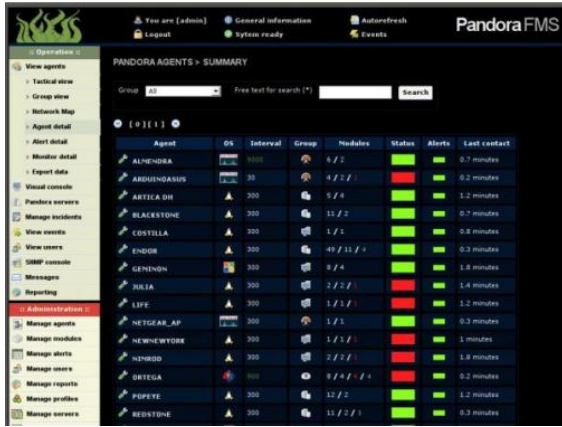 You are [admin]
General information
Autorefresh
Pandora FMS
Logout
Sytem ready
Events
:: Operation ::
View agents
Tactical view
Group view
Network Map
Agent detail
Alert detail
Monitor detail
Export data
Visual console
Pandora servers
Manage incidents
View events
View users
SNMP console
Messages
Reporting
:: Administration ::
Manage agents
Manage modules
Manage alerts
Manage users
Manage reports
Manage profiles
Manage servers
PANDORA AGENTS > SUMMARY
Group All Free text for search (*) Search
[ 0 ] [ 1 ]
Agent OS Interval Group Modules Status Alerts Last contact
ALMENDRA 6 / 2 0.7 minutes
ARDUINOASUS 30 4 / 2 / 1 0.2 minutes
ARTICA DH 300 5 / 4 1.2 minutes
BLACKSTONE 300 11 / 2 0.7 minutes
COSTILLA 300 1 / 1 0.8 minutes
ENDOR 300 49 / 11 / 4 0.3 minutes
GEMINON 300 8 / 4 1.8 minutes
JULIA 300 2 / 2 / 1 1.4 minutes
LIFE 300 1 / 1 / 1 1.2 minutes
NETGEAR_AP 300 1 / 1 0.3 minutes
NEWNEWYORK 300 1 / 1 / 1 1 minutes
NIMROD 300 2 / 2 / 1 1.8 minutes
ORTEGA 8 / 4 / 0.2 minutes
POPEYE 300 12 / 2 1.2 minutes
REDSTONE 300 11 / 2 / 1 0.3 minutes